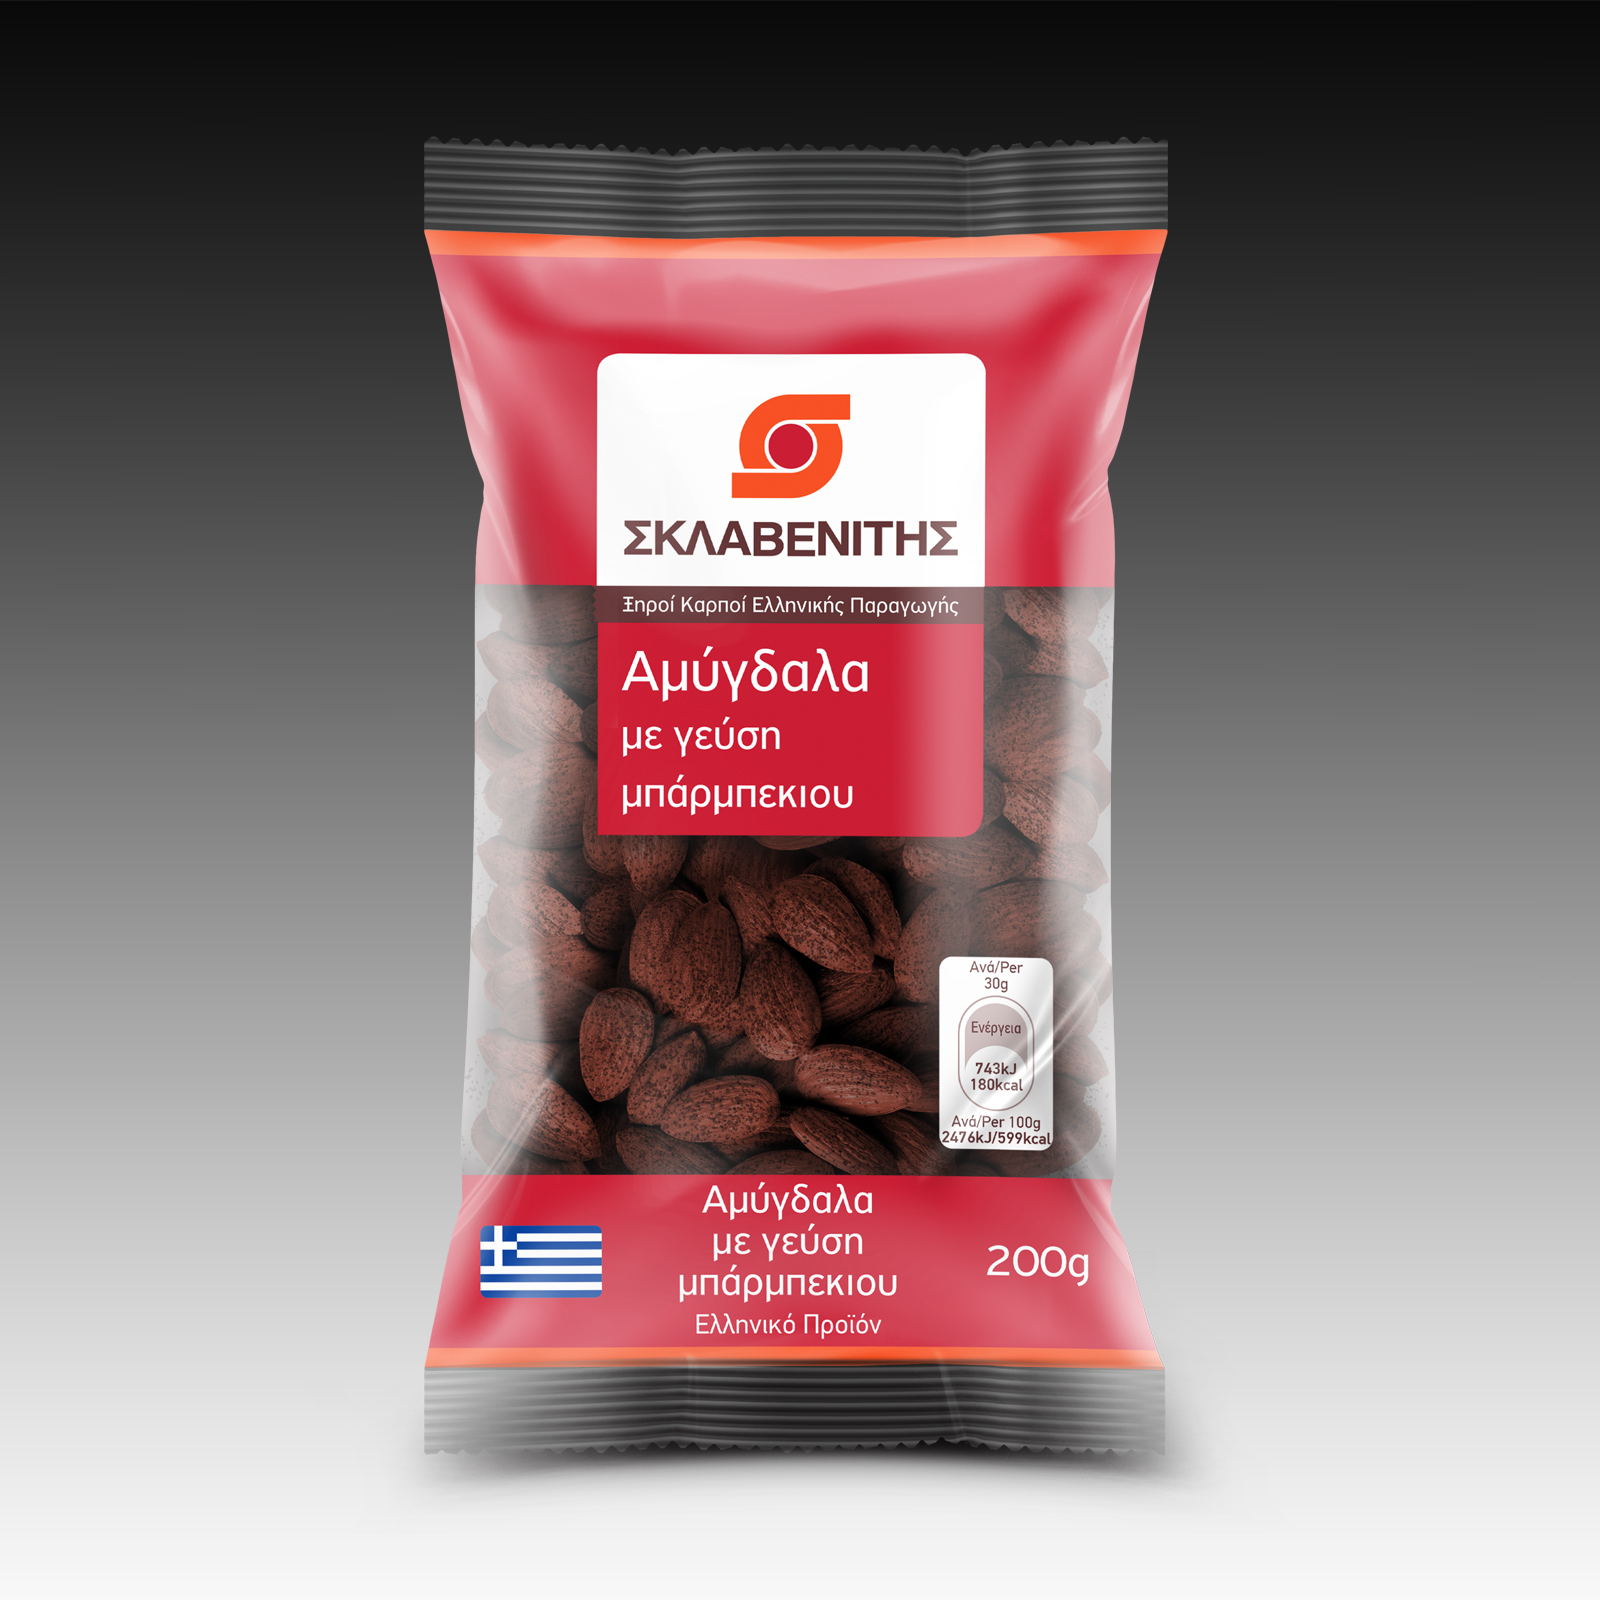 ΣΚΛΑΒΕΝΙΤΗΣ
Ξηροί Καρποί Ελληνικής Παραγωγής
Αμύγδαλα
με γεύση
μπάρμπεκιου
Ανά/Per
30g
Ενέργεια
743kJ
180kcal
Ανά/Per 100g
2476kJ/599kcal
Αμύγδαλα
με γεύση
μπάρμπεκιου
Ελληνικό Προϊόν
200g